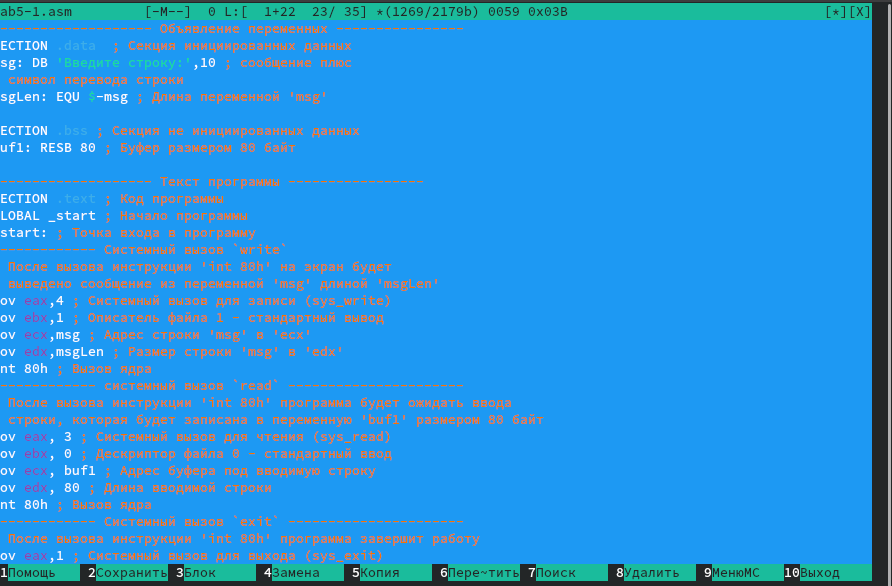 ab5-1.asm [-M--] 0 L:[ 1+22 23/ 35] *(1269/2179b) 0059 0x03B [*][X]
------------------- Объявление переменных ----------------
ECTION .data ; Секция инициированных данных
sg: DB 'Введите строку:',10 ; сообщение плюс
символ перевода строки
sgLen: EQU $-msg ; Длина переменной 'msg'
ECTION .bss ; Секция не инициированных данных
uf1: RESB 80 ; Буфер размером 80 байт
------------------- Текст программы -----------------
ECTION .text ; Код программы
LOBAL _start ; Начало программы
start: ; Точка входа в программу
------------ Системный вызов `write`
После вызова инструкции 'int 80h' на экран будет
выведено сообщение из переменной 'msg' длиной 'msgLen'
ov eax,4 ; Системный вызов для записи (sys_write)
ov ebx,1 ; Описатель файла 1 - стандартный вывод
ov ecx,msg ; Адрес строки 'msg' в 'ecx'
ov edx,msgLen ; Размер строки 'msg' в 'edx'
nt 80h ; Вызов ядра
------------ системный вызов `read` ----------------------
После вызова инструкции 'int 80h' программа будет ожидать ввода
строки, которая будет записана в переменную 'buf1' размером 80 байт
ov eax, 3 ; Системный вызов для чтения (sys_read)
ov ebx, 0 ; Дескриптор файла 0 - стандартный ввод
ov ecx, buf1 ; Адрес буфера под вводимую строку
ov edx, 80 ; Длина вводимой строки
nt 80h ; Вызов ядра
------------ Системный вызов `exit` ----------------------
После вызова инструкции 'int 80h' программа завершит работу
ov eax,1 ; Системный вызов для выхода (sys_exit)
1Помощь 2Сохранить 3Блок 4Замена 5Копия 6Пере~тить 7Поиск 8Удалить 9МенюMC 10Выход